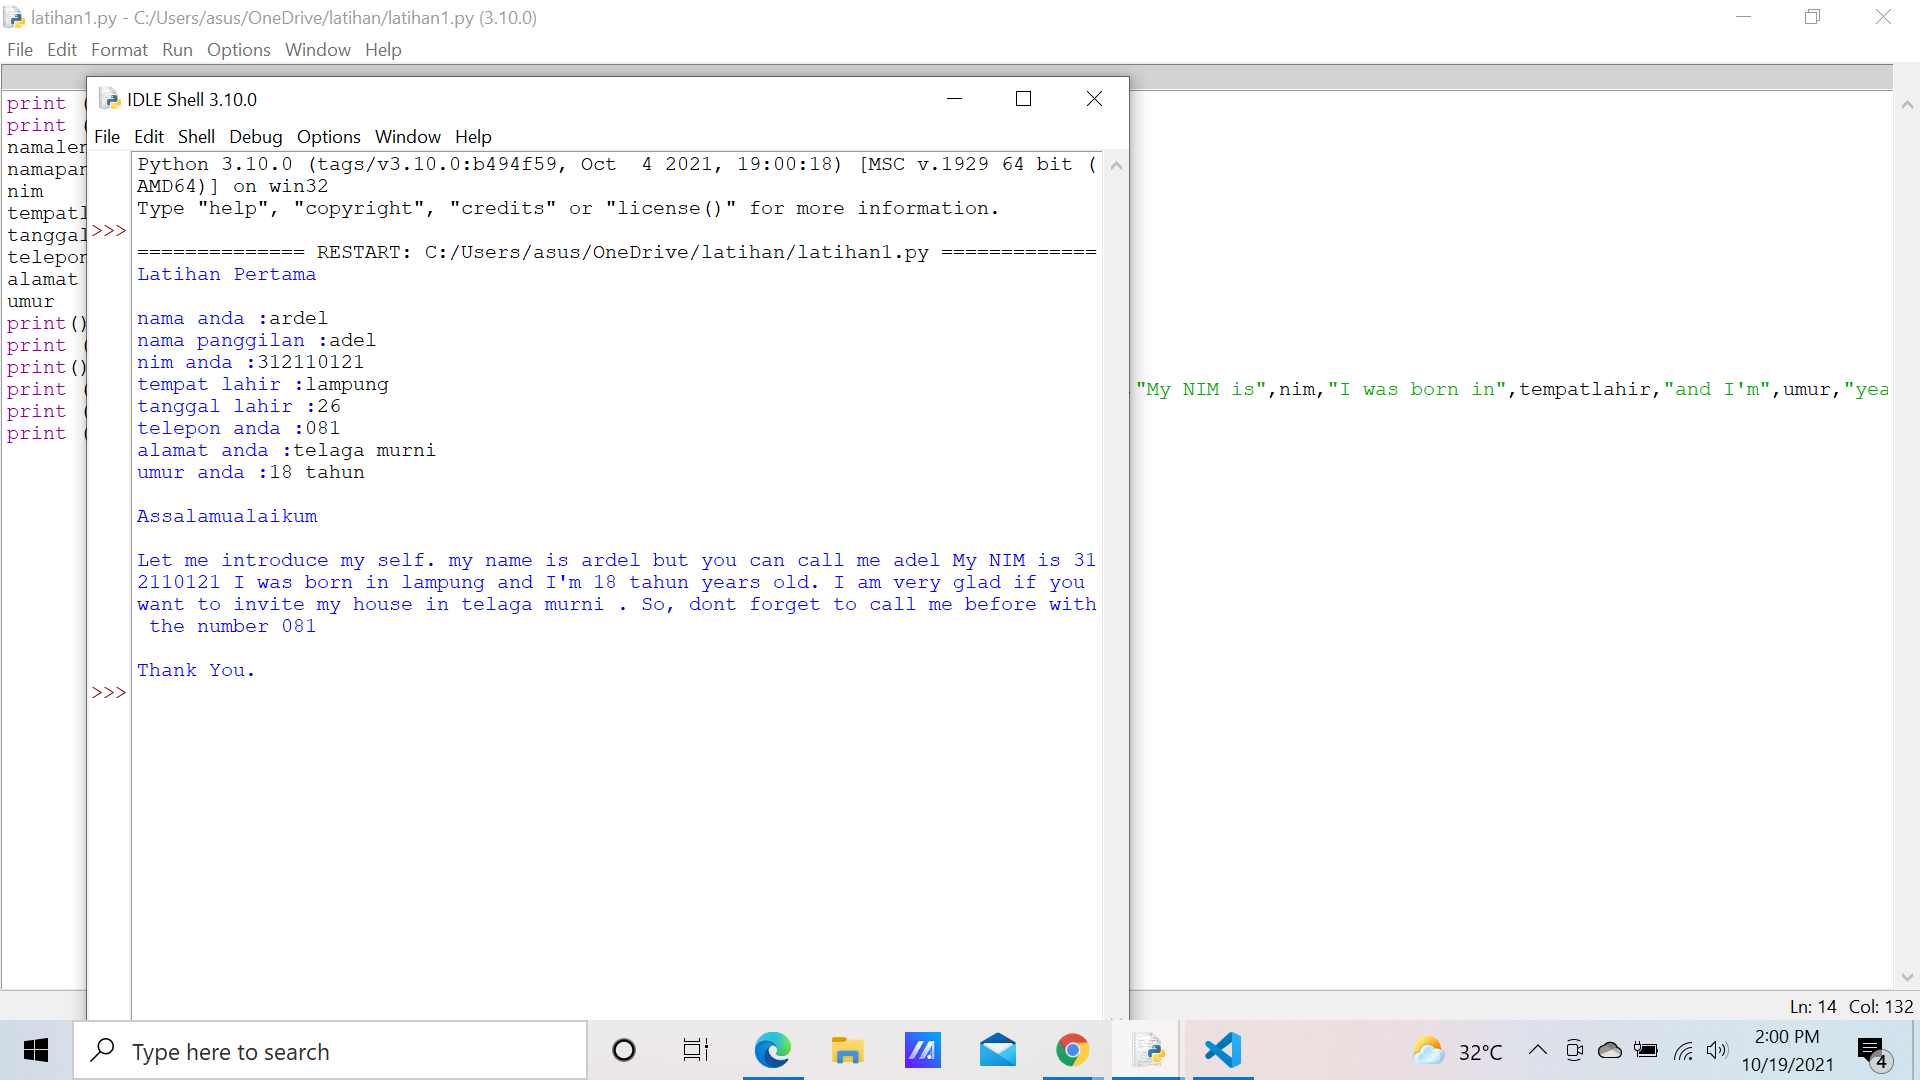 latihan1.py - C:/Users/asus/OneDrive/latihan/latihan1.py (3.10.0)
File Edit Format Run Options Window Help
print (
print (
nim
alamat
umur
print()
print (
print()
print (
print (
print (
"My NIM is",nim,"I was born in",tempatlahir,"and I'm",umur,"yea
IDLE Shell 3.10.0
File Edit Shell Debug Options Window Help
Python 3.10.0 (tags/v3.10.0:b494f59, Oct  4 2021, 19:00:18) [MSC v.1929 64 bit (
AMD64)] on win32
Type "help", "copyright", "credits" or "license()" for more information.
>>>
============== RESTART: C:/Users/asus/OneDrive/latihan/latihan1.py =============
Latihan Pertama
nama anda :ardel
nama panggilan :adel
nim anda :312110121
tempat lahir :lampung
tanggal lahir :26
telepon anda :081
alamat anda :telaga murni
umur anda :18 tahun
Assalamualaikum
Let me introduce my self. my name is ardel but you can call me adel My NIM is 31
2110121 I was born in lampung and I'm 18 tahun years old. I am very glad if you
want to invite my house in telaga murni . So, dont forget to call me before with
 the number 081
Thank You.
>>>
Ln: 14 Col: 132
Type here to search
32°C
2:00 PM
10/19/2021
4